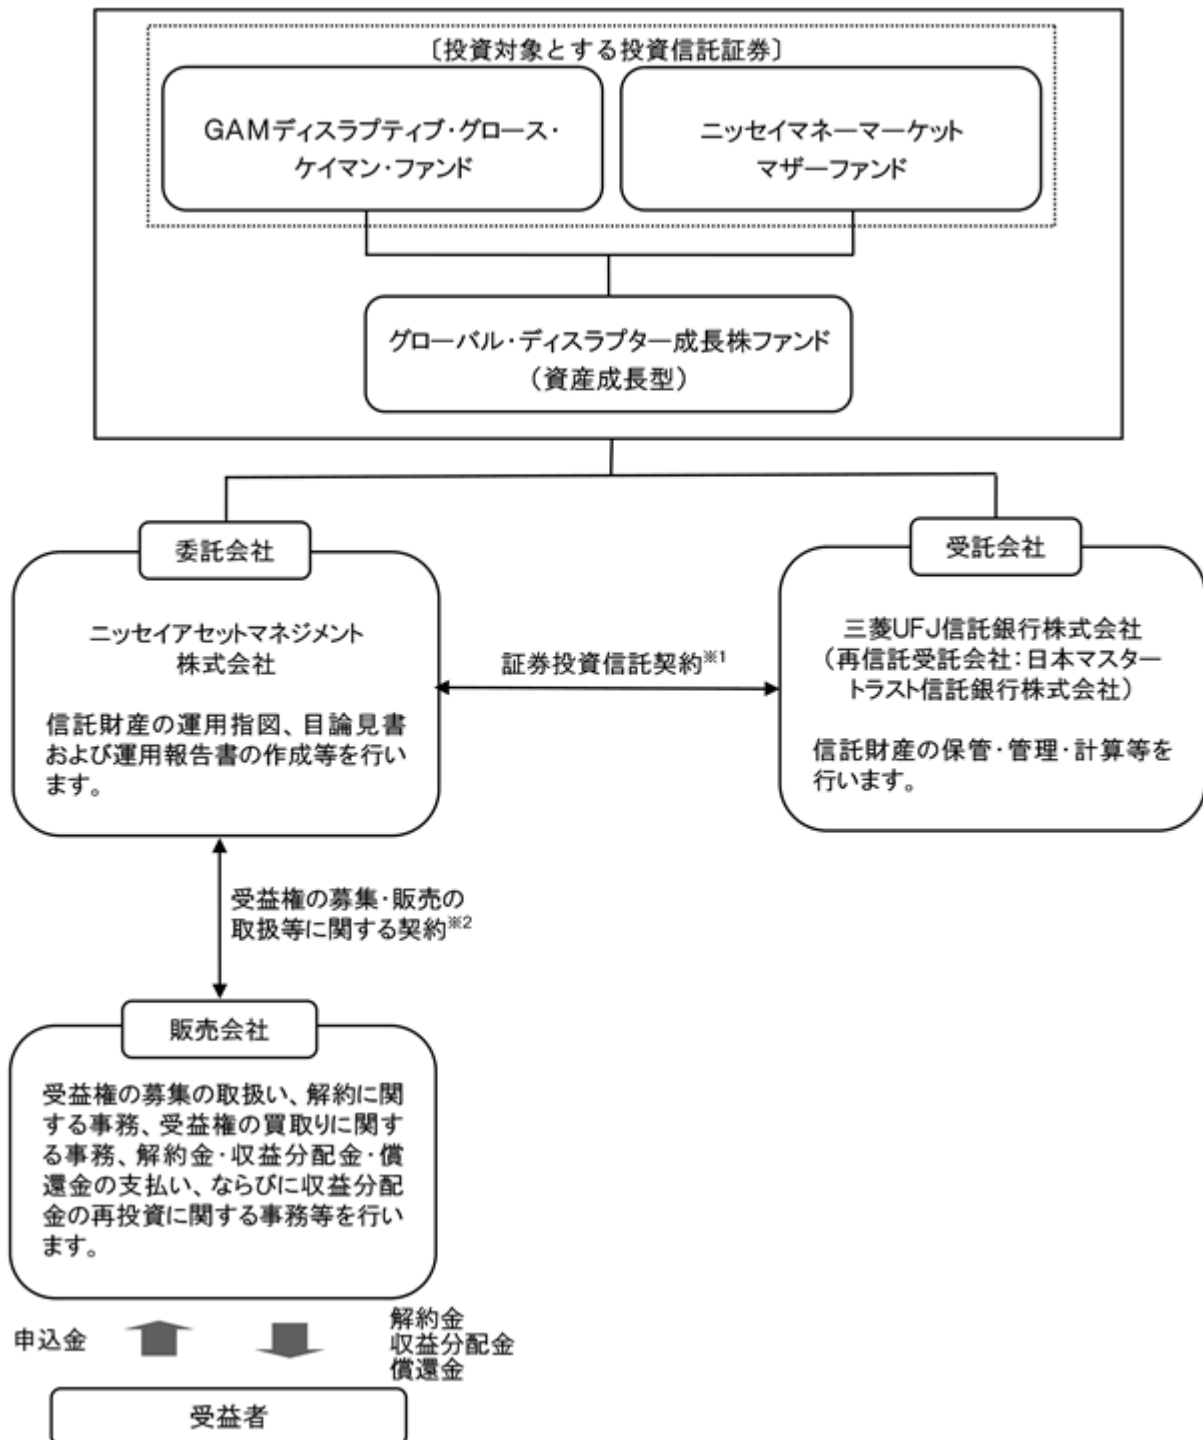 〔投資対象とする投資信託証券〕
GAMディスラプティブ・グロース・
ケイマン・ファンド
ニッセイマネーマーケット
マザーファンド
グローバル・ディスラプター成長株ファンド
（資産成長型）
委託会社
ニッセイアセットマネジメント
株式会社
信託財産の運用指図、目論見書
および運用報告書の作成等を行い
ます。
証券投資信託契約※1
受託会社
三菱UFJ信託銀行株式会社
（再信託受託会社：日本マスター
トラスト信託銀行株式会社）
信託財産の保管・管理・計算等を
行います。
受益権の募集・販売の
取扱等に関する契約※2
販売会社
受益権の募集の取扱い、解約に関
する事務、受益権の買取りに関す
る事務、解約金・収益分配金・償
還金の支払い、ならびに収益分配
金の再投資に関する事務等を行い
ます。
申込金
解約金
収益分配金
償還金
受益者